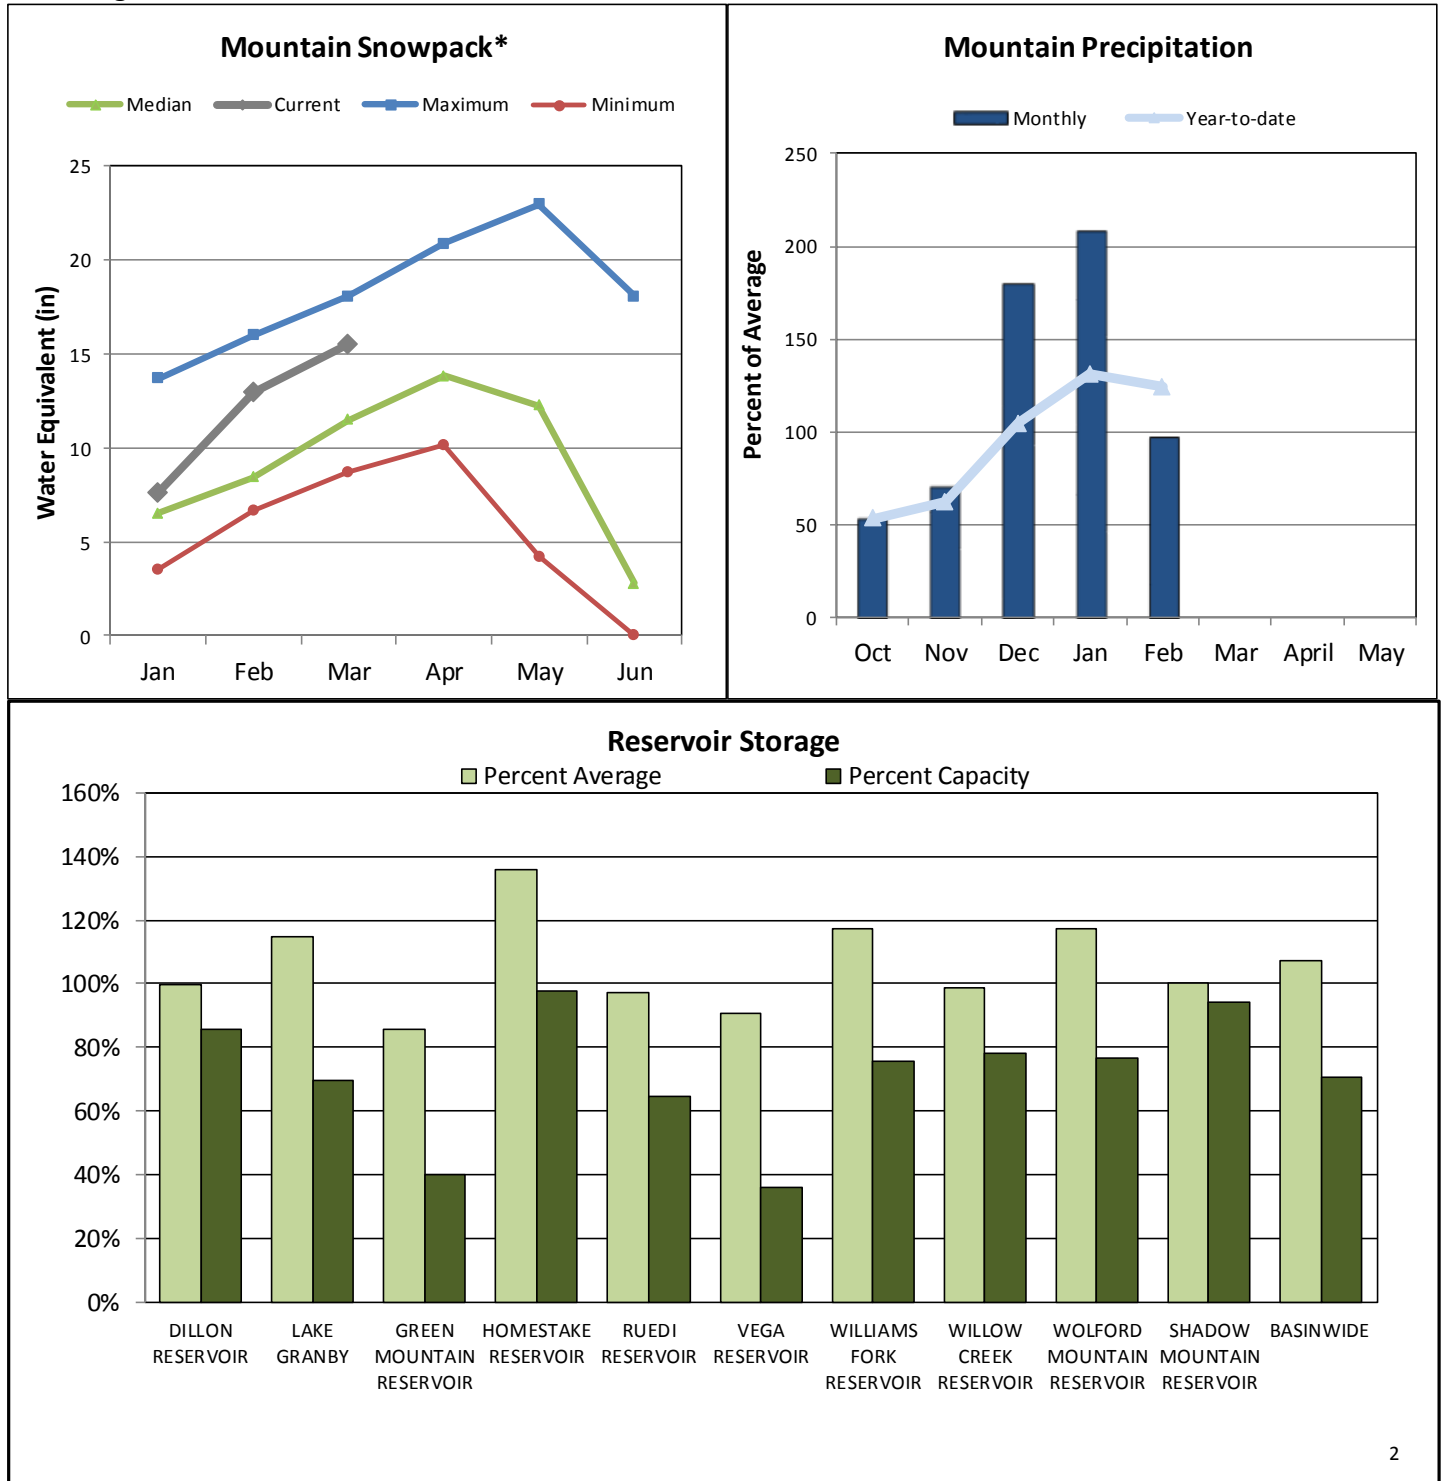 Mountain Snowpack*
Median Current Maximum Minimum
25
20
15
10
5
0
Water Equivalent (in)
Jan Feb Mar Apr May Jun
Mountain Precipitation
Monthly Year-to-date
250
200
150
100
50
0
Percent of Average
Oct Nov Dec Jan Feb Mar April May
Reservoir Storage
Percent Average Percent Capacity
160%
140%
120%
100%
80%
60%
40%
20%
0%
DILLON RESERVOIR
LAKE GRANBY
GREEN MOUNTAIN RESERVOIR
HOMESTAKE RESERVOIR
RUEDI RESERVOIR
VEGA RESERVOIR
WILLIAMS FORK RESERVOIR
WILLOW CREEK RESERVOIR
WOLFORD MOUNTAIN RESERVOIR
SHADOW MOUNTAIN RESERVOIR
BASINWIDE
2